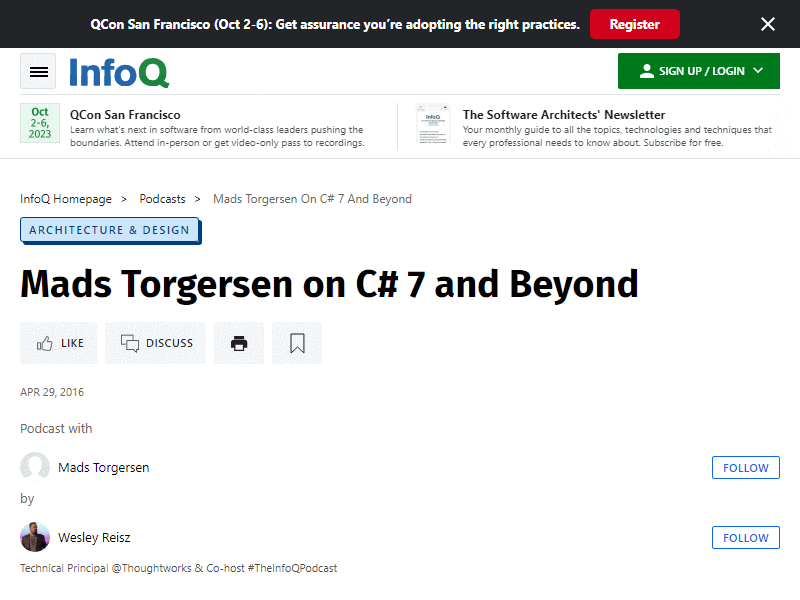 QCon San Francisco (Oct 2-6): Get assurance you're adopting the right practices. Register
InfoQ
SIGN UP / LOGIN
Oct
2-6,
2023
QCon San Francisco
Learn what's next in software from world-class leaders pushing the
boundaries. Attend in-person or get video-only pass to recordings.
The Software Architects' Newsletter
Your monthly guide to all the topics, technologies and techniques that
every professional needs to know about. Subscribe for free.
InfoQ Homepage > Podcasts > Mads Torgersen On C# 7 And Beyond
ARCHITECTURE & DESIGN
Mads Torgersen on C# 7 and Beyond
LIKE DISCUSS
APR 29, 2016
Podcast with
Mads Torgersen FOLLOW
by
Wesley Reisz FOLLOW
Technical Principal @Thoughtworks & Co-host #TheInfoQPodcast